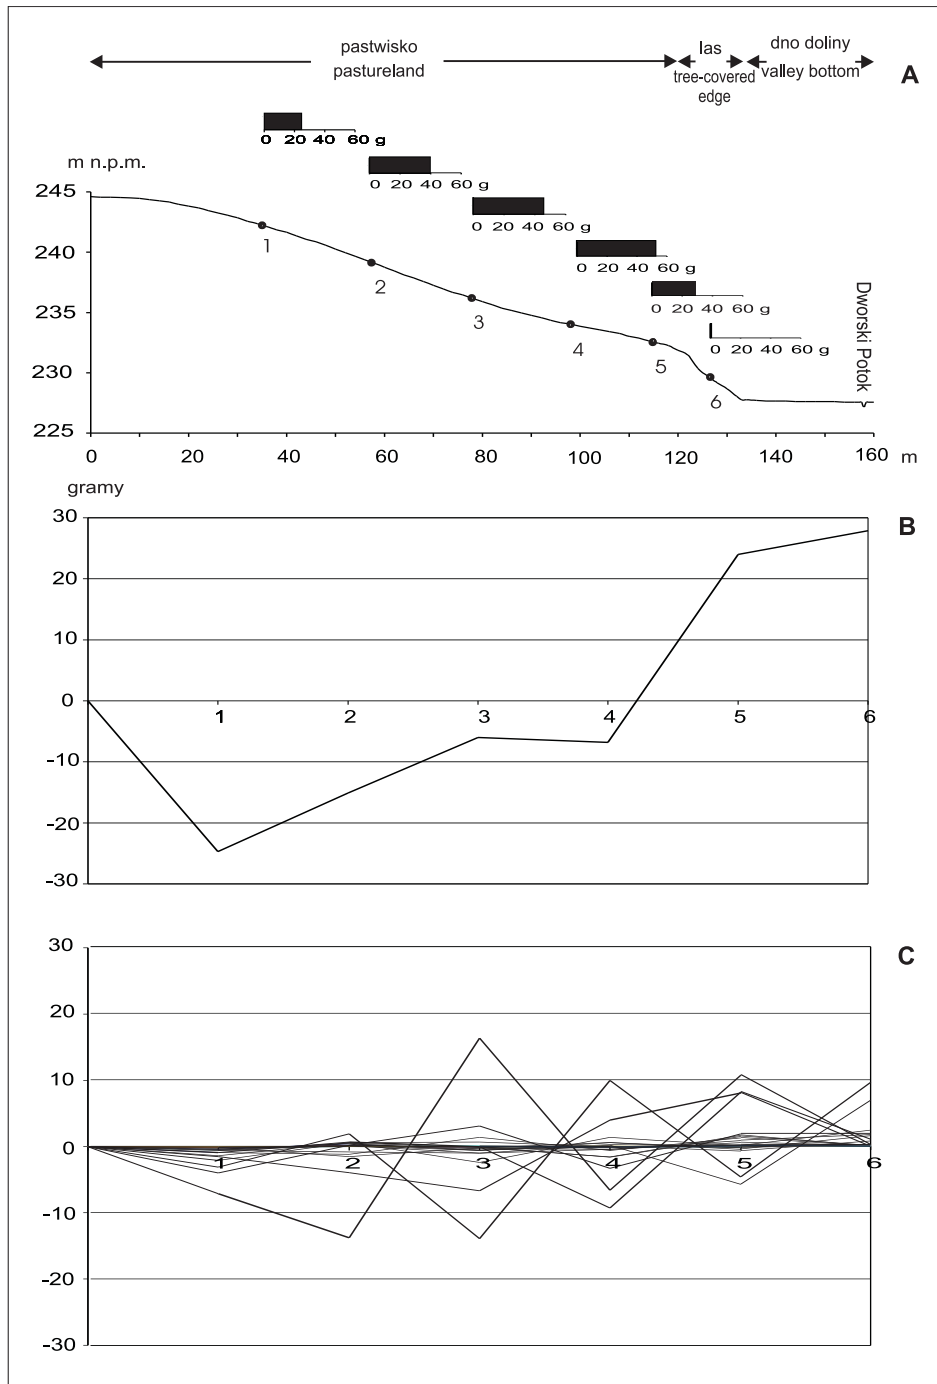 pastwisko
pastureland
las
tree-covered
edge
dno doliny
valley bottom
A
0 20 40 60 g
0 20 40 60 g
0 20 40 60 g
0 20 40 60 g
0 20 40 60 g
0 20 40 60 g
m n.p.m.
245
240
235
230
225
1
2
3
4
5
6
Dworski Potok
0 20 40 60 80 100 120 140 160 m
gramy
B
30
20
10
0
-10
-20
-30
1 2 3 4 5 6
C
30
20
10
0
-10
-20
-30
1 2 3 4 5 6